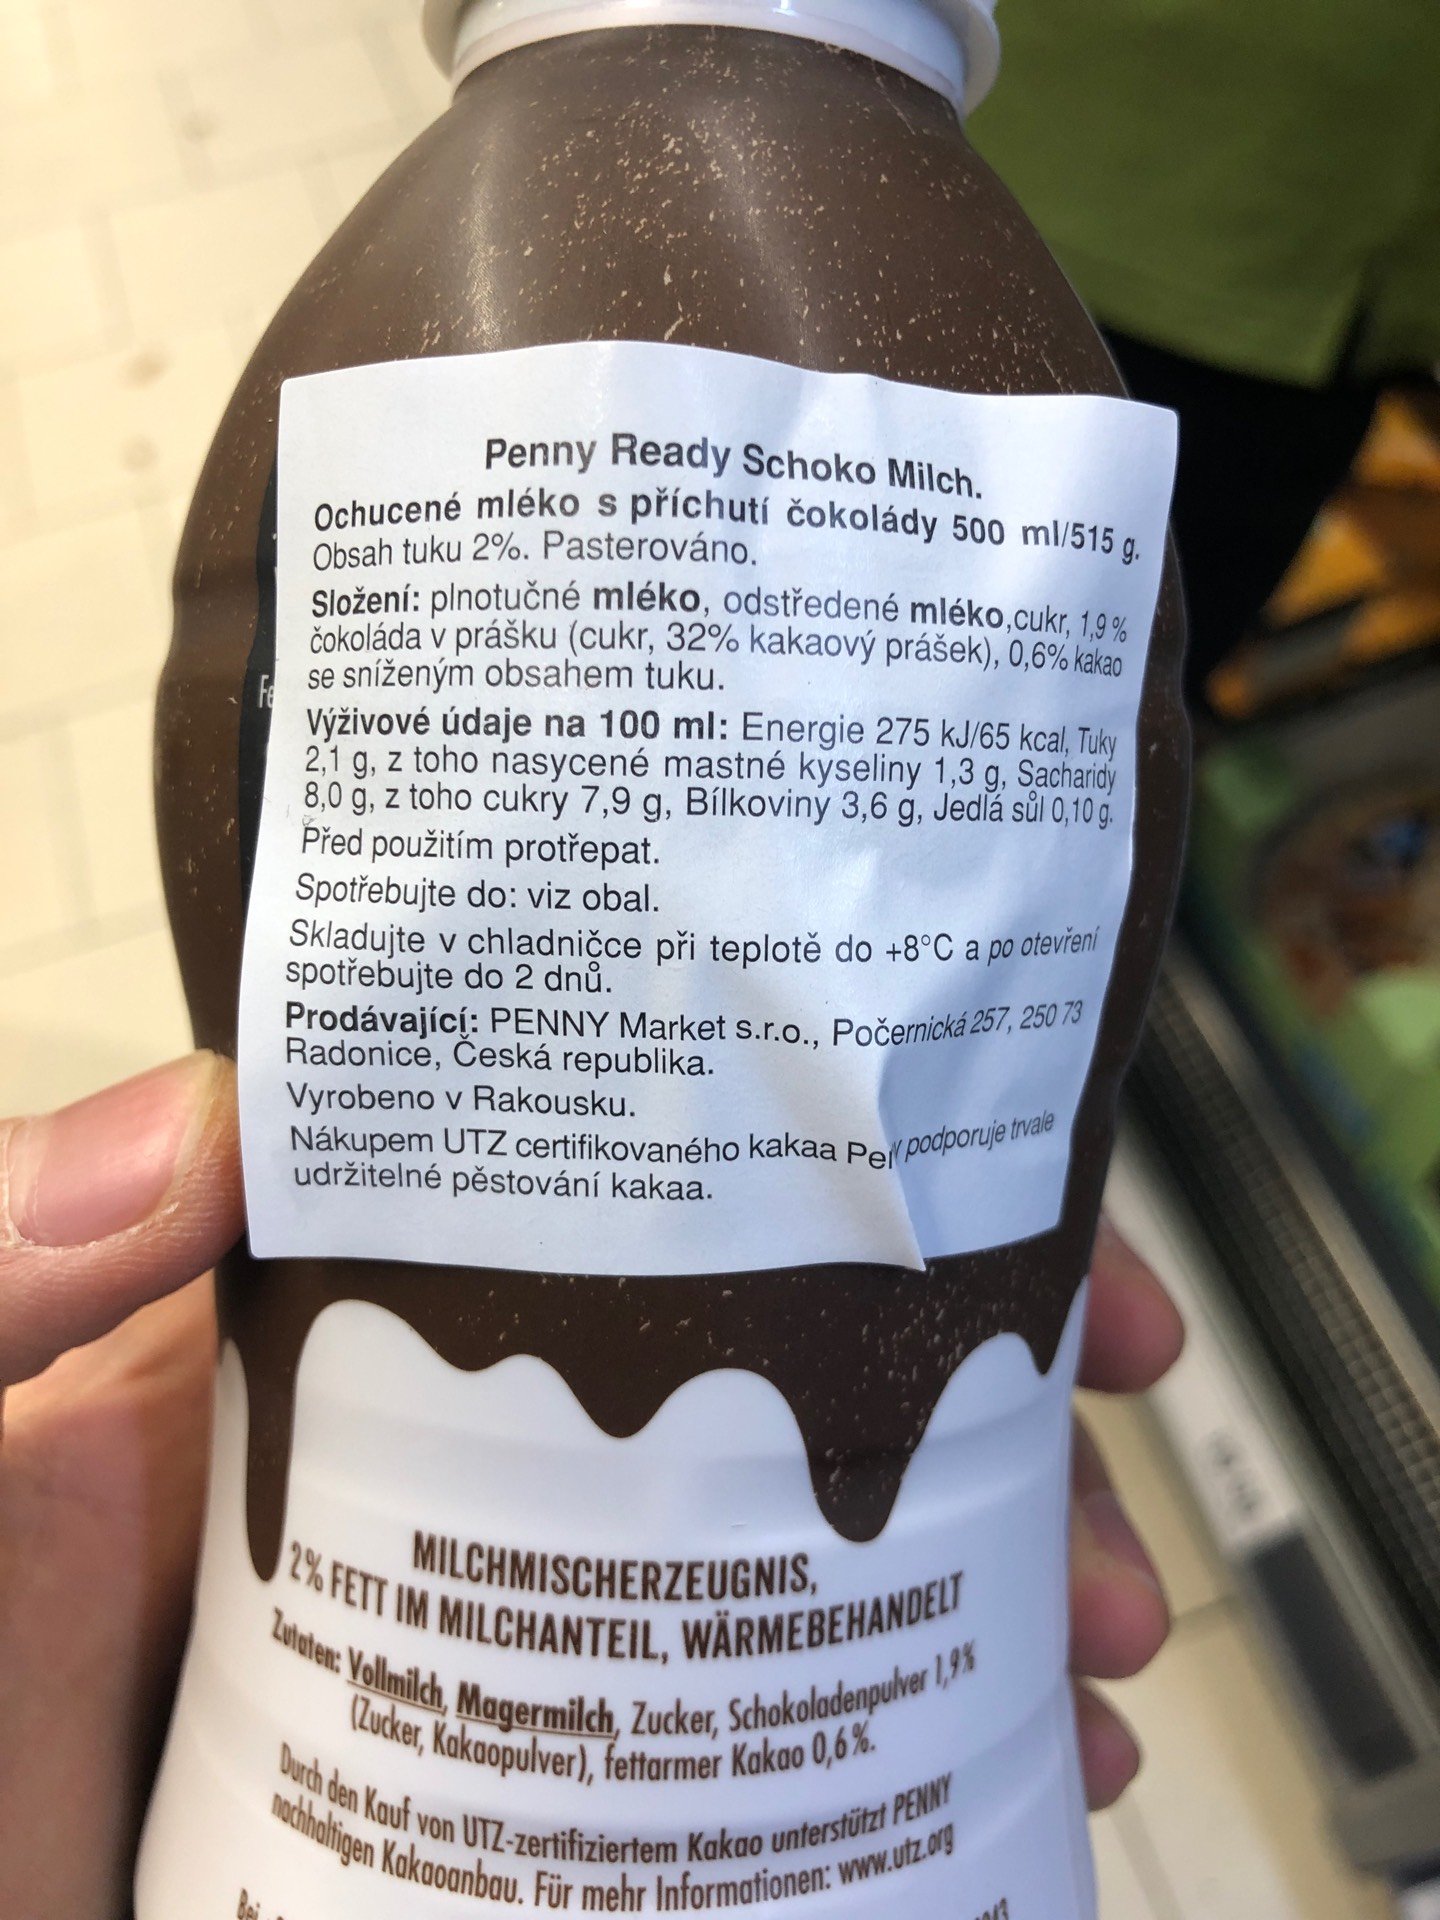 Penny Ready Schoko Milch.
Ochucené mléko s příchutí čokolády 500 ml/515 g.
Obsah tuku 2%. Pasterováno.
Složení: plnotučné mléko, odstředené mléko,cukr, 1,9 %
čokoláda v prášku (cukr, 32% kakaový prášek), 0,6% kakao
se sníženým obsahem tuku.
Výživové údaje na 100 ml: Energie 275 kJ/65 kcal, Tuky
2,1 g, z toho nasycené mastné kyseliny 1,3 g, Sacharidy
8,0 g, z toho cukry 7,9 g, Bílkoviny 3,6 g, Jedlá sůl 0,10 g.
Před použitím protřepat.
Spotřebujte do: viz obal.
Skladujte v chladničce při teplotě do +8°C a po otevření
spotřebujte do 2 dnů.
Prodávající: PENNY Market s.r.o., Počernická 257, 250 73
Radonice, Česká republika.
Vyrobeno v Rakousku.
Nákupem UTZ certifikovaného kakaa podporuje trvale
udržitelné pěstování kakaa.
MILCHMISCHERZEUGNIS,
2% FETT IM MILCHANTEIL, WÄRMEBEHANDELT
Zutaten: Vollmilch, Magermilch, Zucker, Schokoladenpulver 1,9%
(Zucker, Kakaopulver), fettarmer Kakao 0,6%.
Durch den Kauf von UTZ-zertifiziertem Kakao unterstützt PENNY
nachhaltigen Kakaoanbau. Für mehr Informationen: www.utz.org